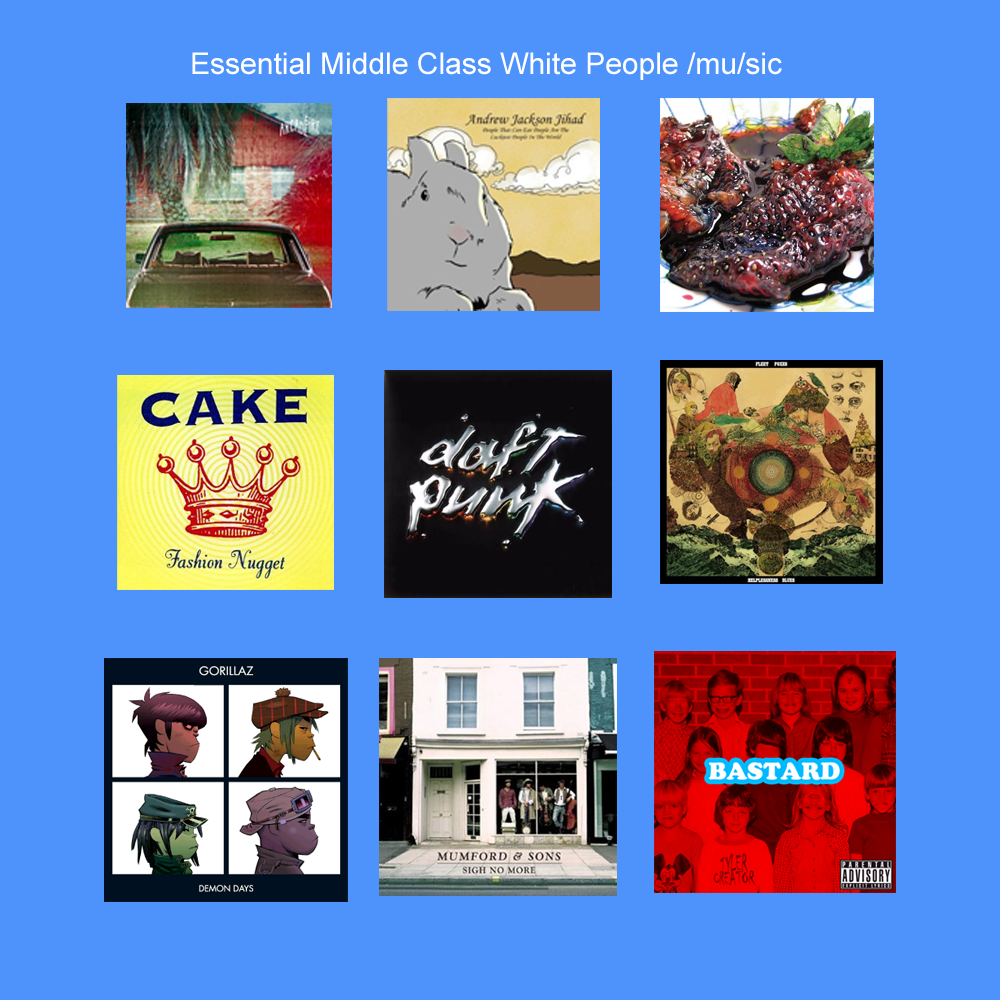 Essential Middle Class White People /mu/sic
ARCADE FIRE
Andrew Jackson Jihad
People That Can Eat People Are The
Luckiest People In The World
CAKE
Fashion Nugget
daft
punk
FLEET FOXES
HELPLESSNESS BLUES
GORILLAZ
DEMON DAYS
MUMFORD & SONS
SIGH NO MORE
BASTARD
TYLER
CREATOR
PARENTAL
ADVISORY
EXPLICIT LYRICS